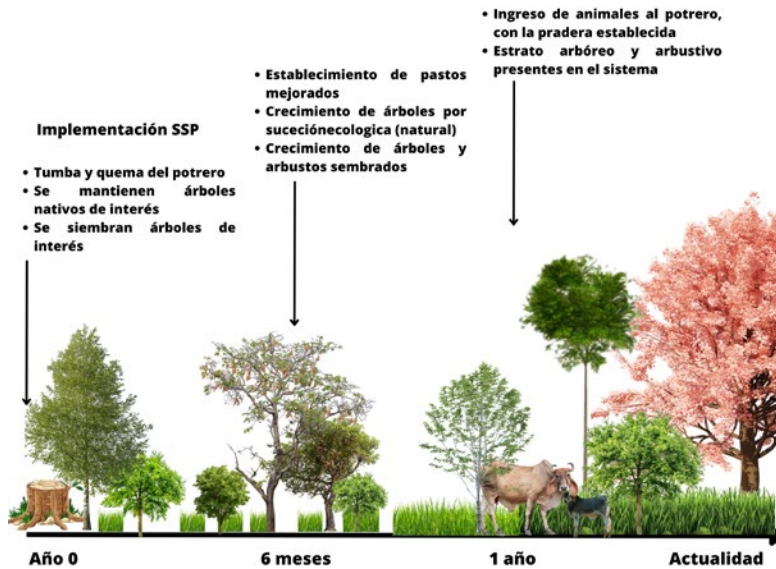 Implementación SSP
• Tumba y quema del potrero
• Se mantienen árboles
nativos de interés
• Se siembran árboles de
interés
• Establecimiento de pastos
mejorados
• Crecimiento de árboles por
suceciónecologica (natural)
• Crecimiento de árboles y
arbustos sembrados
• Ingreso de animales al potrero,
con la pradera establecida
• Estrato arbóreo y arbustivo
presentes en el sistema
Año 0
6 meses
1 año
Actualidad